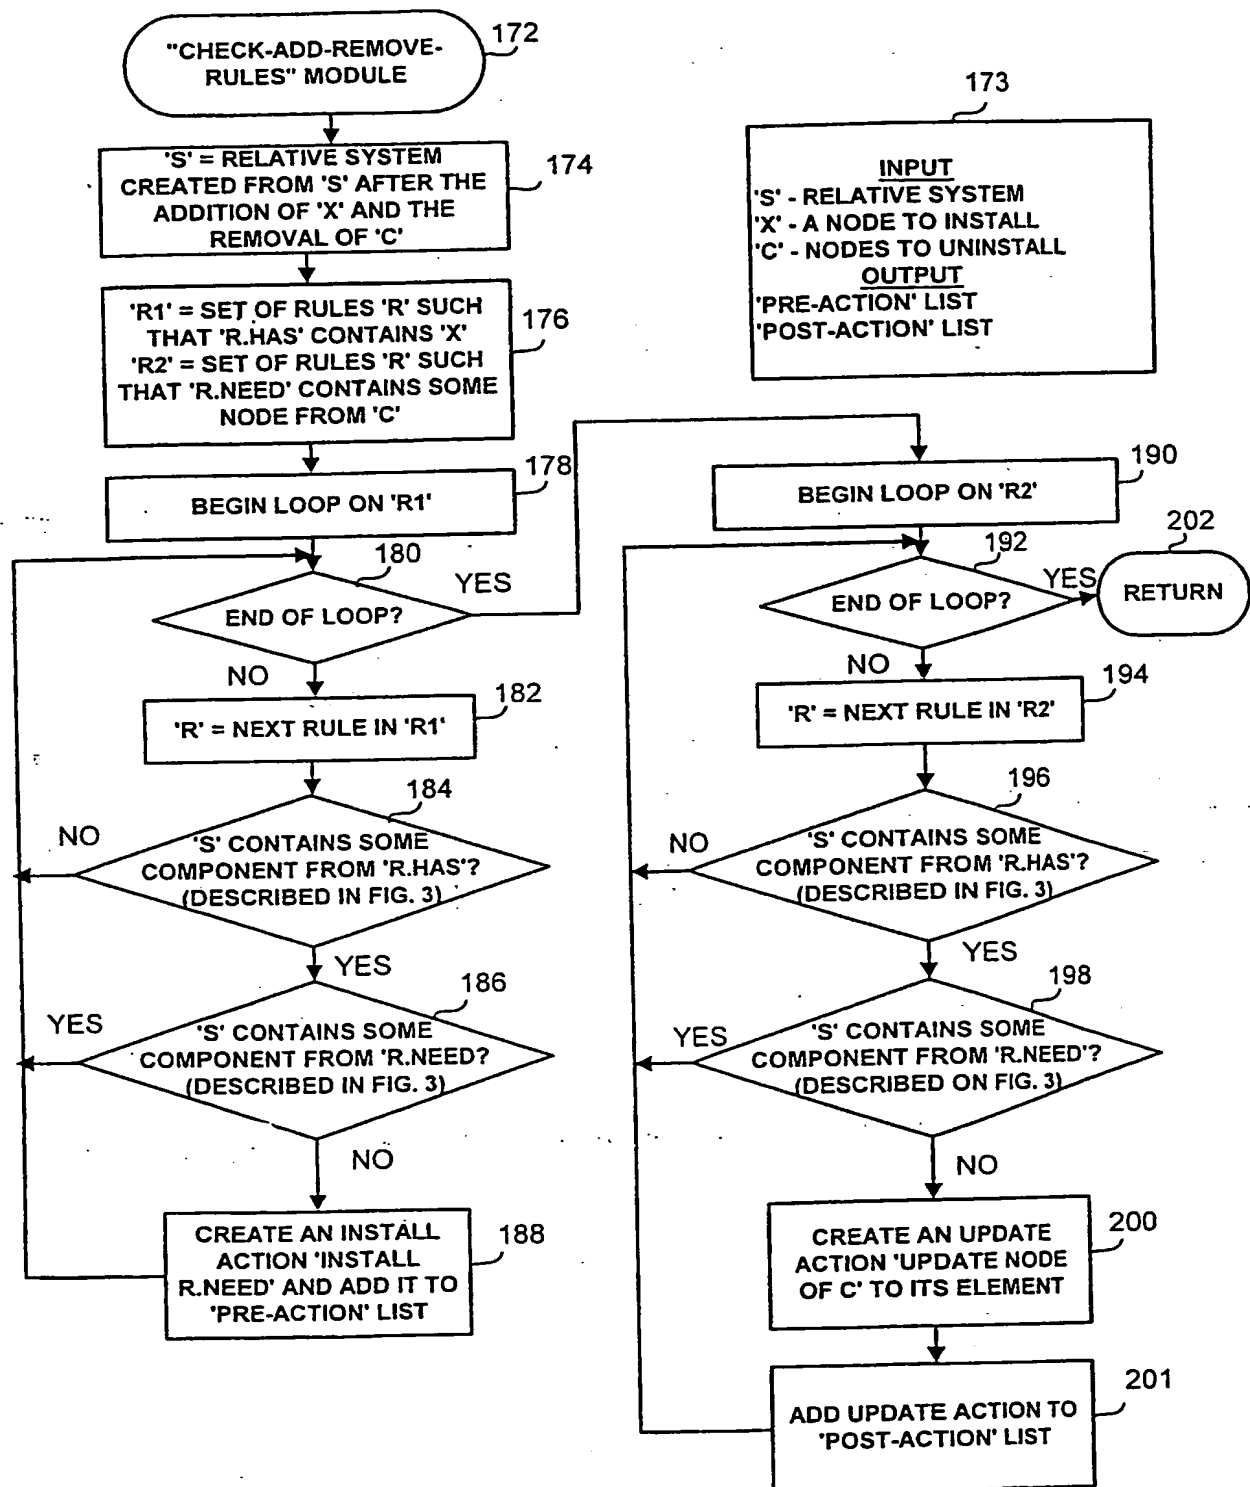 "CHECK-ADD-REMOVE-
RULES" MODULE
172
'S' = RELATIVE SYSTEM
CREATED FROM 'S' AFTER THE
ADDITION OF 'X' AND THE
REMOVAL OF 'C'
174
'R1' = SET OF RULES 'R' SUCH
THAT 'R.HAS' CONTAINS 'X'
'R2' = SET OF RULES 'R' SUCH
THAT 'R.NEED' CONTAINS SOME
NODE FROM 'C'
176
BEGIN LOOP ON 'R1'
178
END OF LOOP?
180
YES
NO
'R' = NEXT RULE IN 'R1'
182
'S' CONTAINS SOME
COMPONENT FROM 'R.HAS'?
(DESCRIBED IN FIG. 3)
184
NO
YES
'S' CONTAINS SOME
COMPONENT FROM 'R.NEED?
(DESCRIBED IN FIG. 3)
186
YES
NO
CREATE AN INSTALL
ACTION 'INSTALL
R.NEED' AND ADD IT TO
'PRE-ACTION' LIST
188
173
INPUT
'S' - RELATIVE SYSTEM
'X' - A NODE TO INSTALL
'C' - NODES TO UNINSTALL
OUTPUT
'PRE-ACTION' LIST
'POST-ACTION' LIST
BEGIN LOOP ON 'R2'
190
END OF LOOP?
192
YES
202
RETURN
NO
'R' = NEXT RULE IN 'R2'
194
'S' CONTAINS SOME
COMPONENT FROM 'R.HAS'?
(DESCRIBED IN FIG. 3)
196
NO
YES
'S' CONTAINS SOME
COMPONENT FROM 'R.NEED'?
(DESCRIBED ON FIG. 3)
198
YES
NO
CREATE AN UPDATE
ACTION 'UPDATE NODE
OF C' TO ITS ELEMENT
200
ADD UPDATE ACTION TO
'POST-ACTION' LIST
201